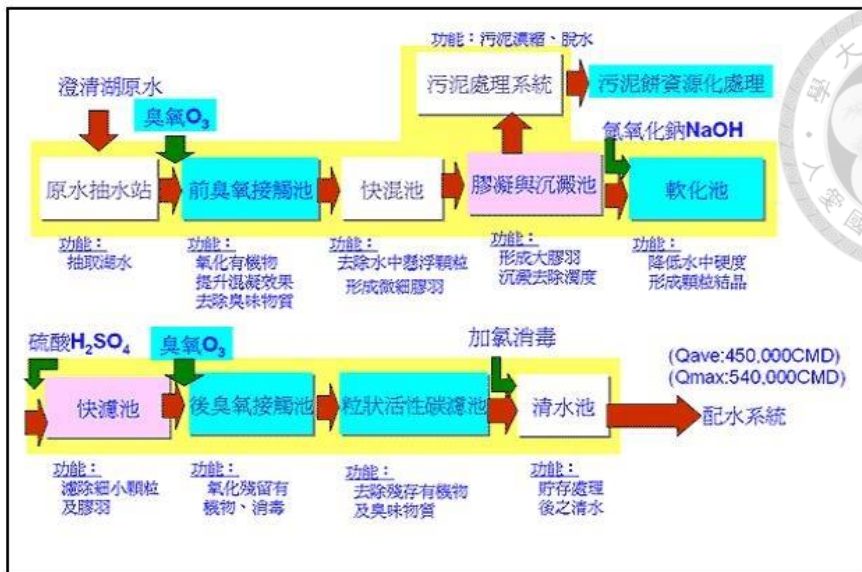 功能：污泥濃縮、脫水
澄清湖原水
污泥處理系統
污泥餅資源化處理
臭氧O3
氫氧化鈉NaOH
原水抽水站
前臭氧接觸池
快混池
膠凝與沉澱池
軟化池
功能：
抽取湖水
功能：
氧化有機物
提升混凝效果
去除臭味物質
功能：
去除水中懸浮顆粒
形成微細膠羽
功能：
形成大膠羽
沉澱去除濁度
功能：
降低水中硬度
形成顆粒結晶
硫酸H2SO4
臭氧O3
加氯消毒
(Qave:450,000CMD)
(Qmax:540,000CMD)
快濾池
後臭氧接觸池
粒狀活性碳濾池
清水池
配水系統
功能：
濾除細小顆粒
及膠羽
功能：
氧化殘留有
機物、消毒
功能：
去除殘存有機物
及臭味物質
功能：
貯存處理
後之清水
大
學
人
愛
國